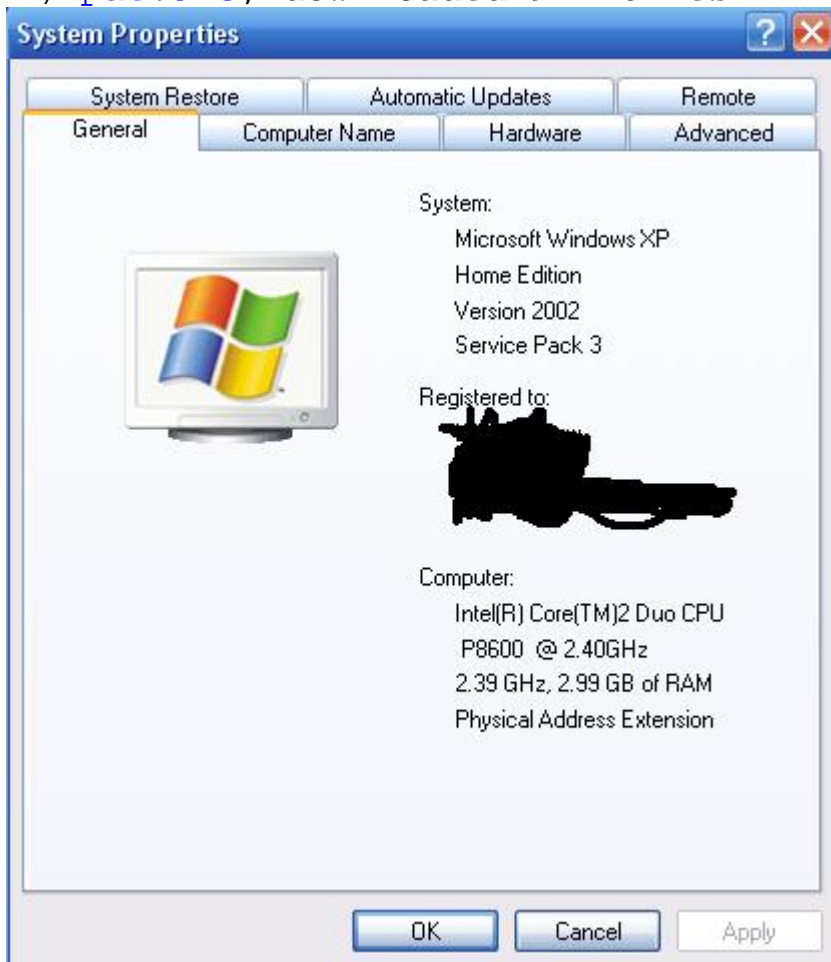 System Properties
System Restore Automatic Updates Remote
General Computer Name Hardware Advanced
System:
Microsoft Windows XP
Home Edition
Version 2002
Service Pack 3
Registered to:
Computer:
Intel(R) Core(TM)2 Duo CPU
P8600 @ 2.40GHz
2.39 GHz, 2.99 GB of RAM
Physical Address Extension
OK Cancel Apply